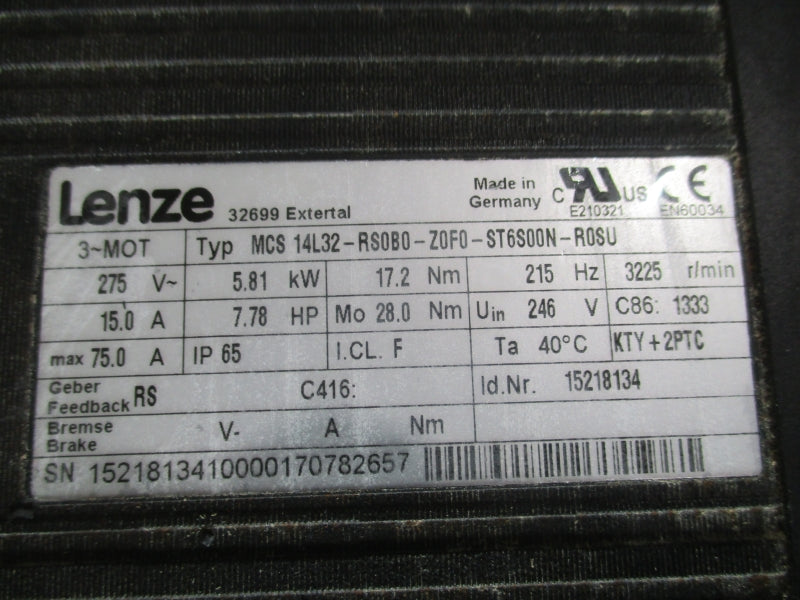 Lenze 32699 Extertal Made in Germany c RU US CE
E210321 EN60034
3~MOT Typ MCS 14L32-RS0B0-Z0F0-ST6S00N-R0SU
275 V~ 5.81 kW 17.2 Nm 215 Hz 3225 r/min
15.0 A 7.78 HP Mo 28.0 Nm Uin 246 V C86: 1333
max 75.0 A IP 65 I.CL. F Ta 40°C KTY+2PTC
Geber
Feedback RS C416: Id.Nr. 15218134
Bremse
Brake V- A Nm
SN 1521813410000170782657